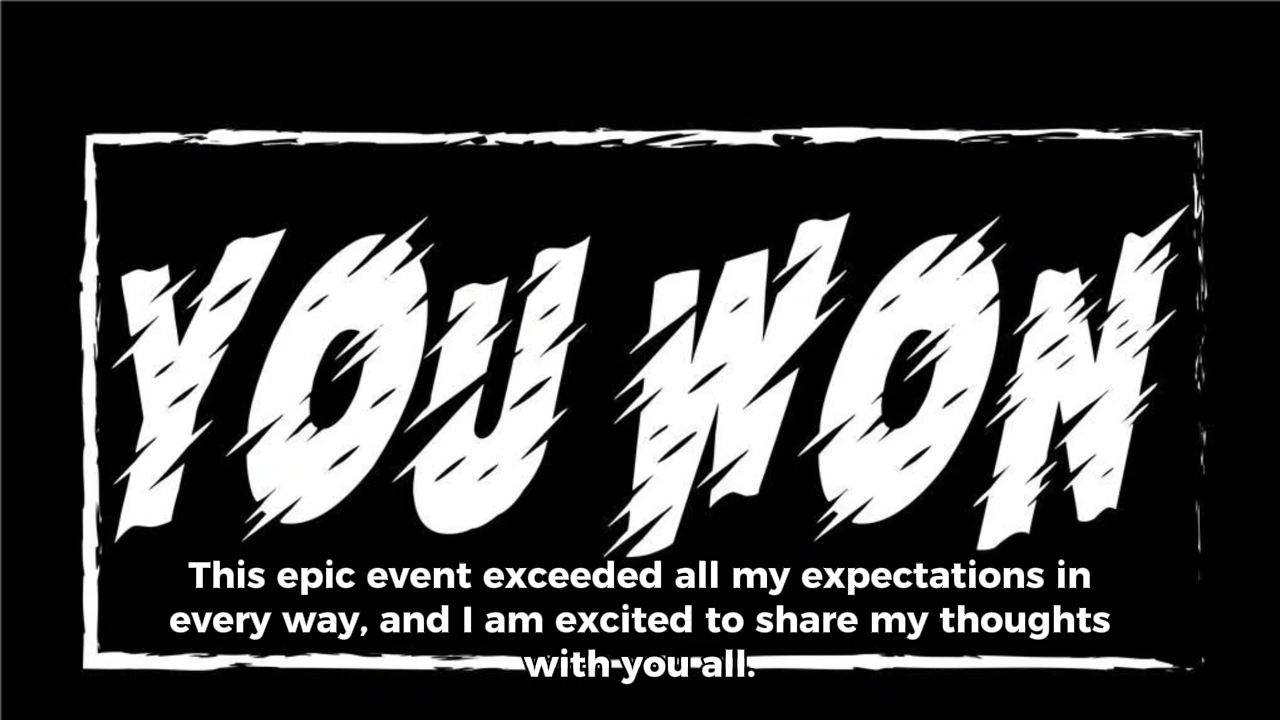 YOU WON
This epic event exceeded all my expectations in
every way, and I am excited to share my thoughts
with you all.